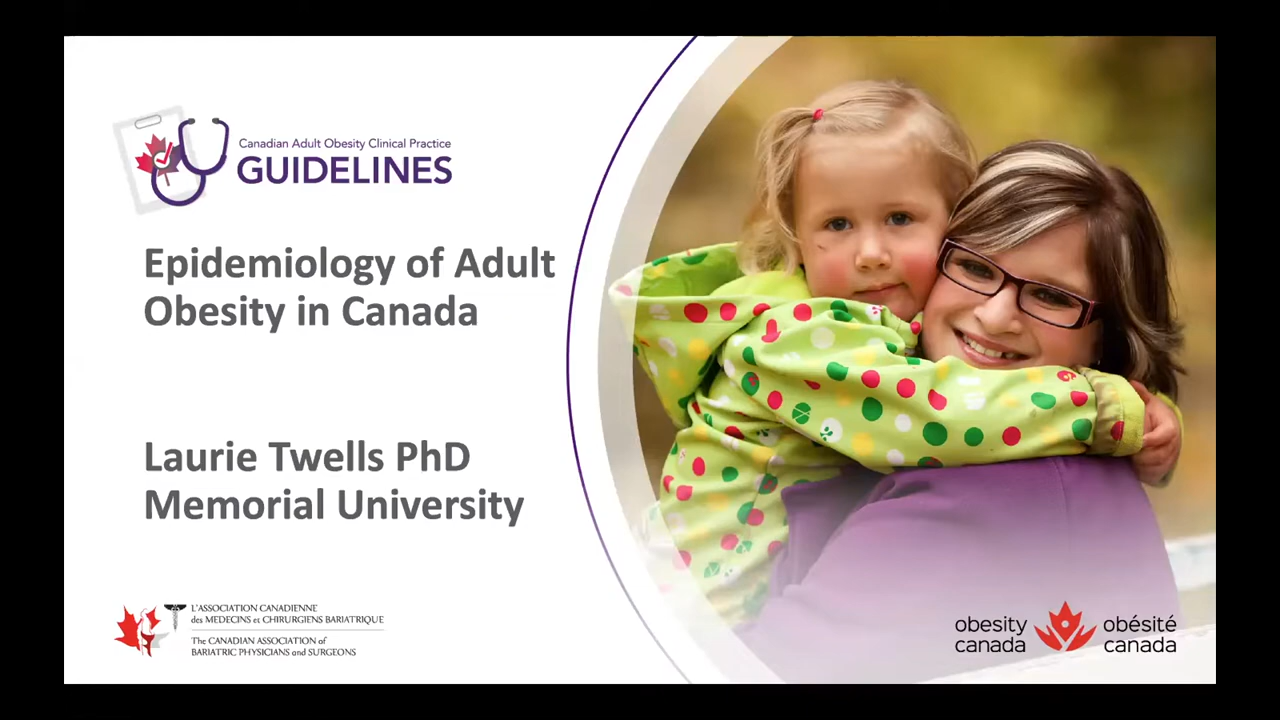 Canadian Adult Obesity Clinical Practice
GUIDELINES
Epidemiology of Adult
Obesity in Canada
Laurie Twells PhD
Memorial University
L'ASSOCIATION CANADIENNE
des MEDECINS et CHIRURGIENS BARIATRIQUE
The CANADIAN ASSOCIATION of
BARIATRIC PHYSICIANS and SURGEONS
obesity
canada
obésité
canada